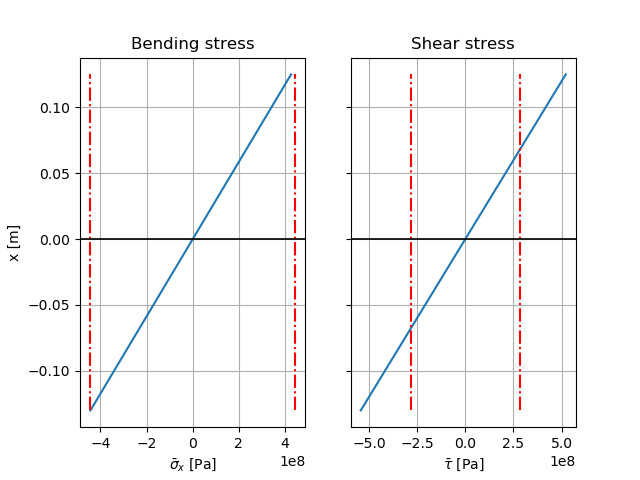 Bending stress
Shear stress
x [m]
0.10
0.05
0.00
−0.05
−0.10
−4 −2 0 2 4
1e8
σ̄ₓ [Pa]
−5.0 −2.5 0.0 2.5 5.0
1e8
τ̄ [Pa]